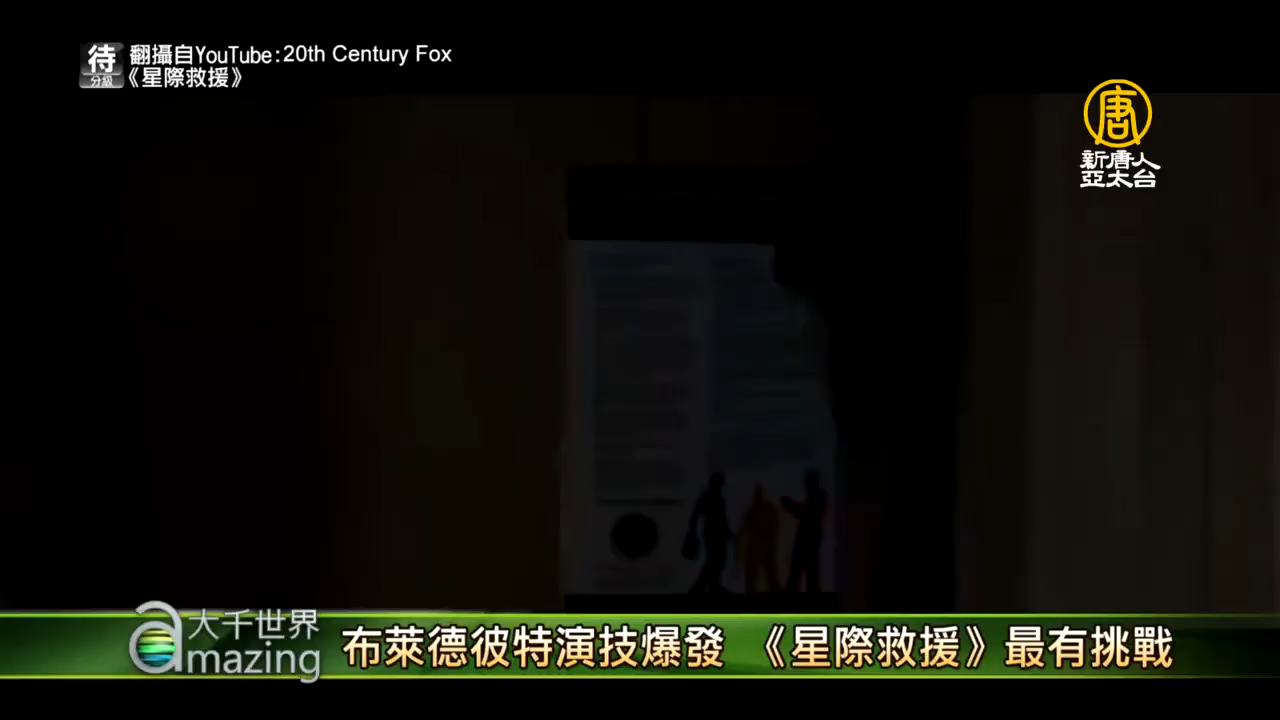 待
分級
翻攝自YouTube:20th Century Fox
《星際救援》
唐
新唐人
亞太台
大千世界
amazing
布萊德彼特演技爆發 《星際救援》最有挑戰